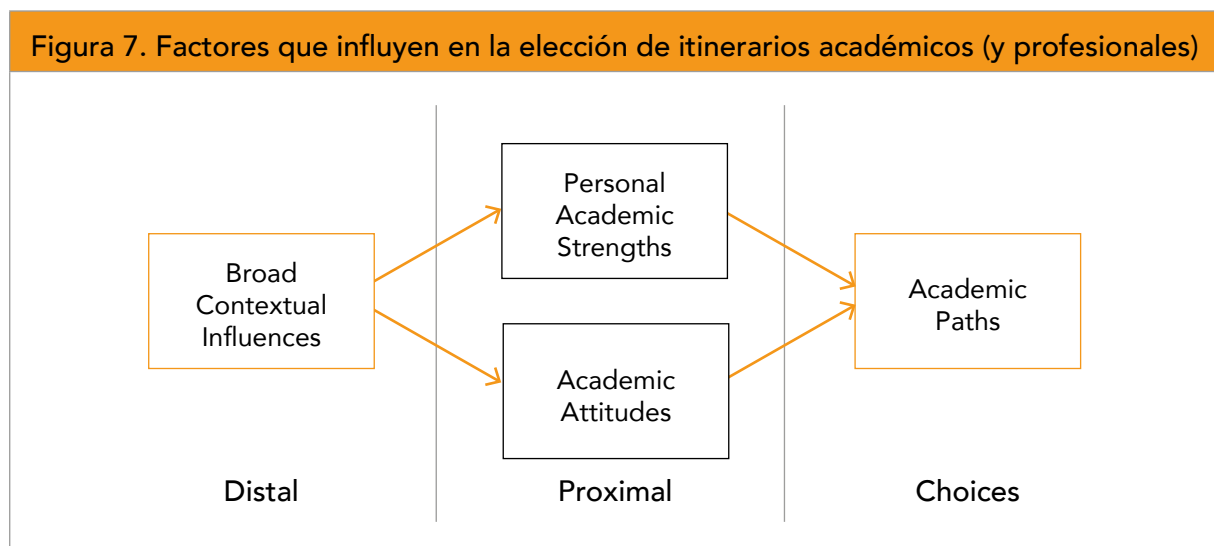 Figura 7. Factores que influyen en la elección de itinerarios académicos (y profesionales)
Broad
Contextual
Influences
Personal
Academic
Strengths
Academic
Attitudes
Academic
Paths
Distal
Proximal
Choices